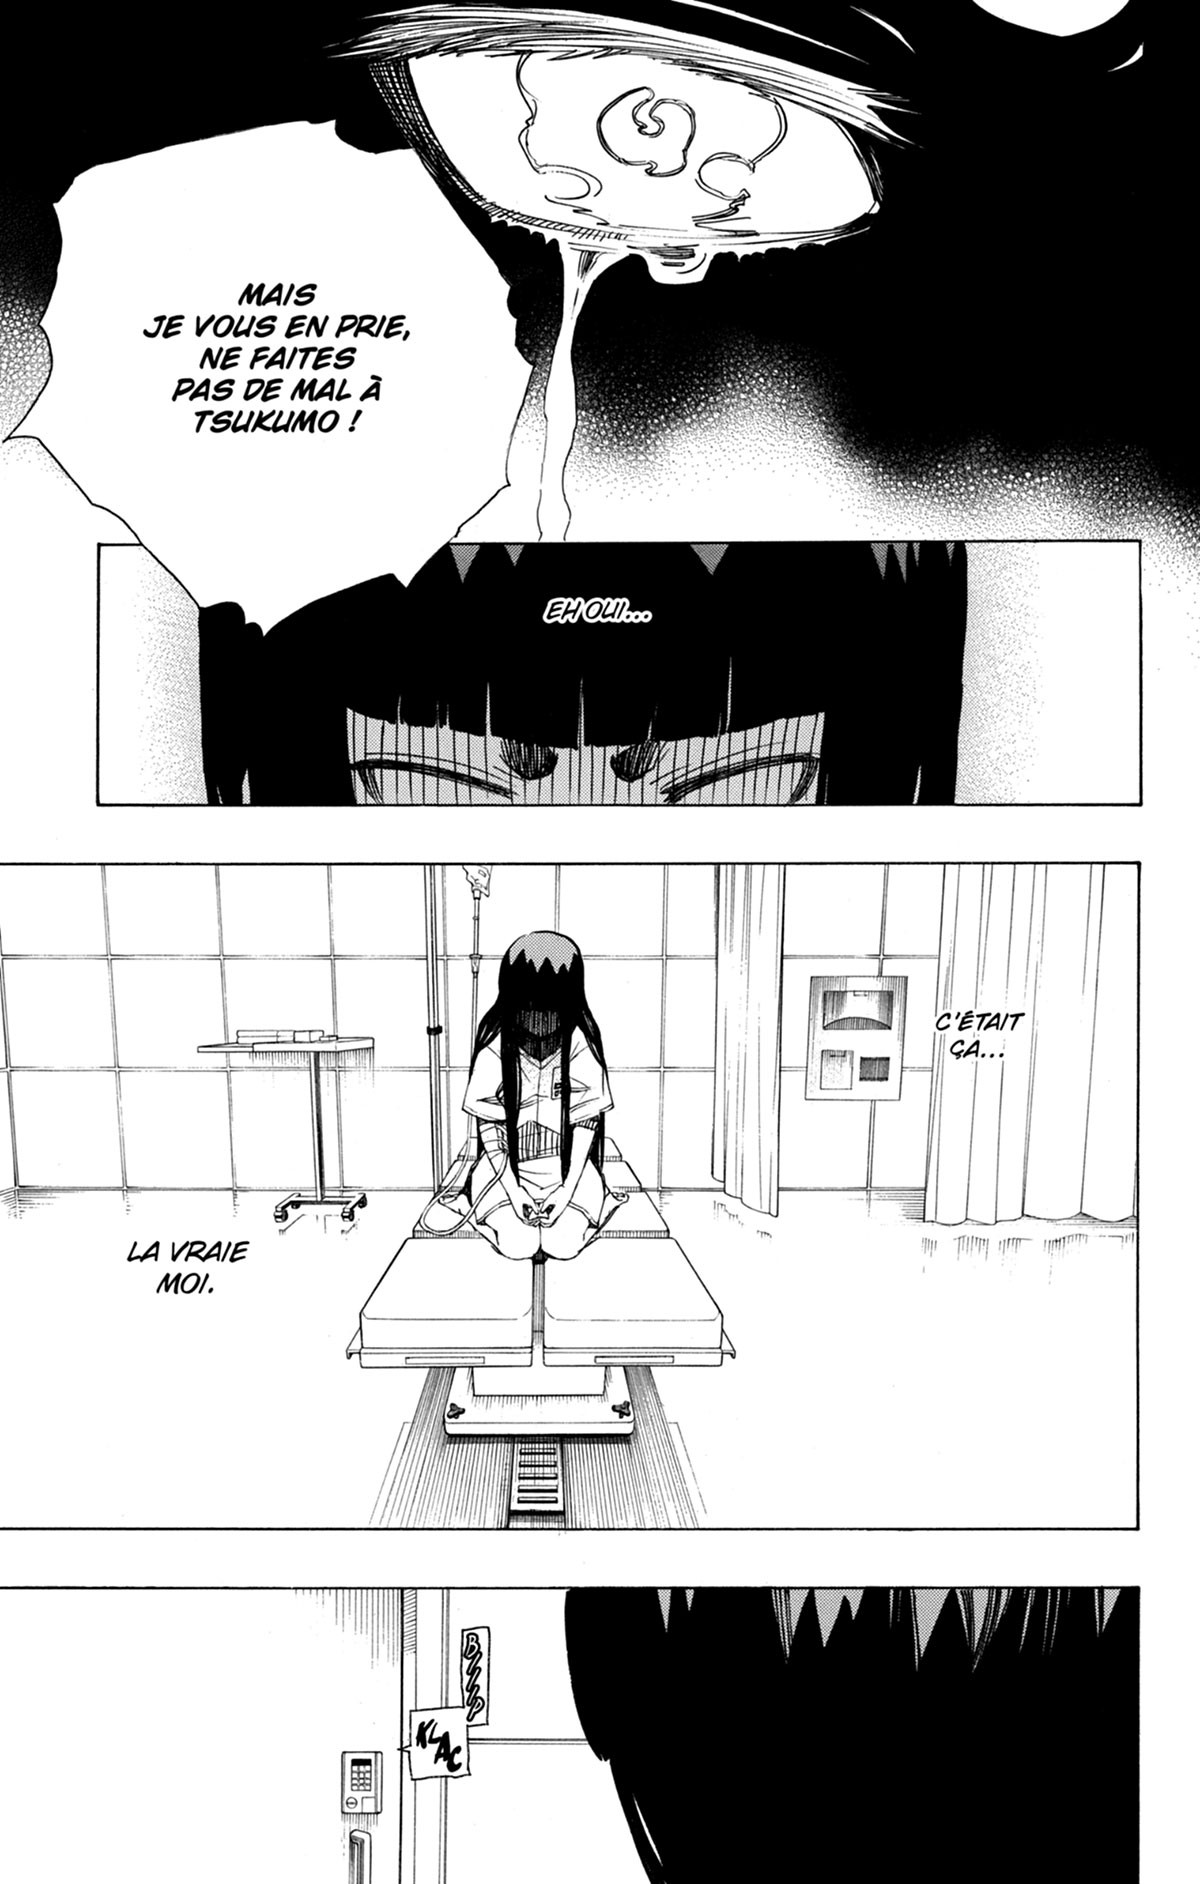 MAIS
JE VOUS EN PRIE,
NE FAITES
PAS DE MAL À
TSUKUMO !
EH OUI...
C'ÉTAIT
ÇA...
LA VRAIE
MOI.
BIIIP
KLAC